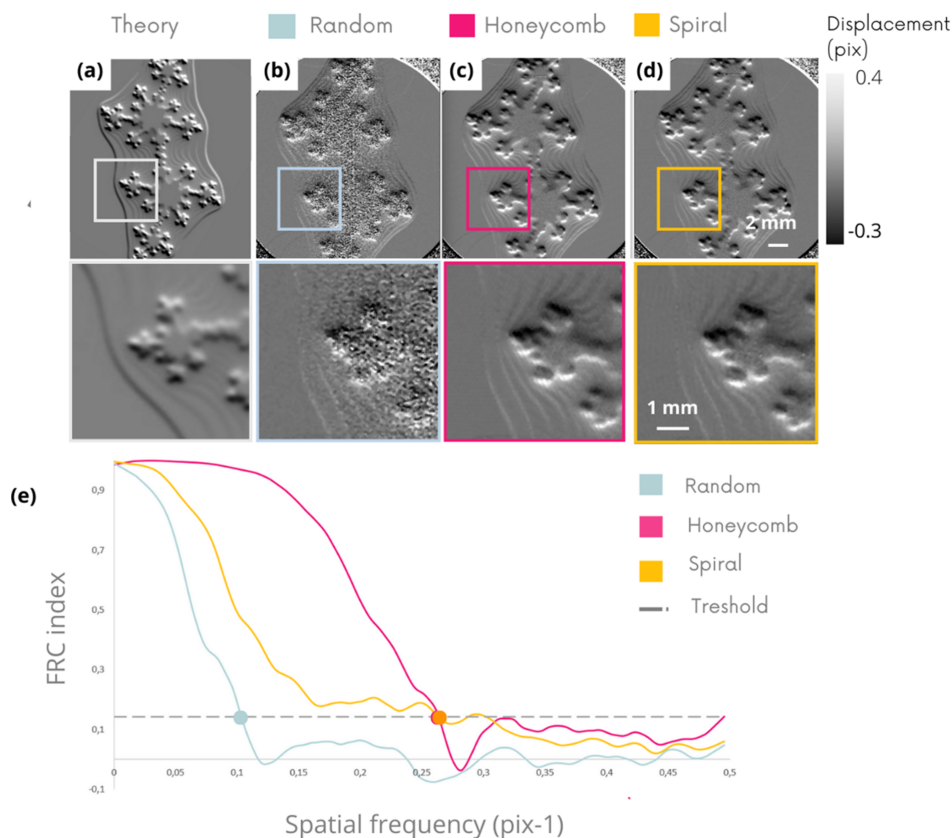 Theory
Random
Honeycomb
Spiral
Displacement
(pix)
(a)
(b)
(c)
(d)
0.4
-0.3
2 mm
1 mm
(e)
0,9
0,7
0,5
0,3
0,1
-0,1
FRC index
0
0,05
0,1
0,15
0,2
0,25
0,3
0,35
0,4
0,45
0,5
Spatial frequency (pix-1)
Random
Honeycomb
Spiral
Treshold